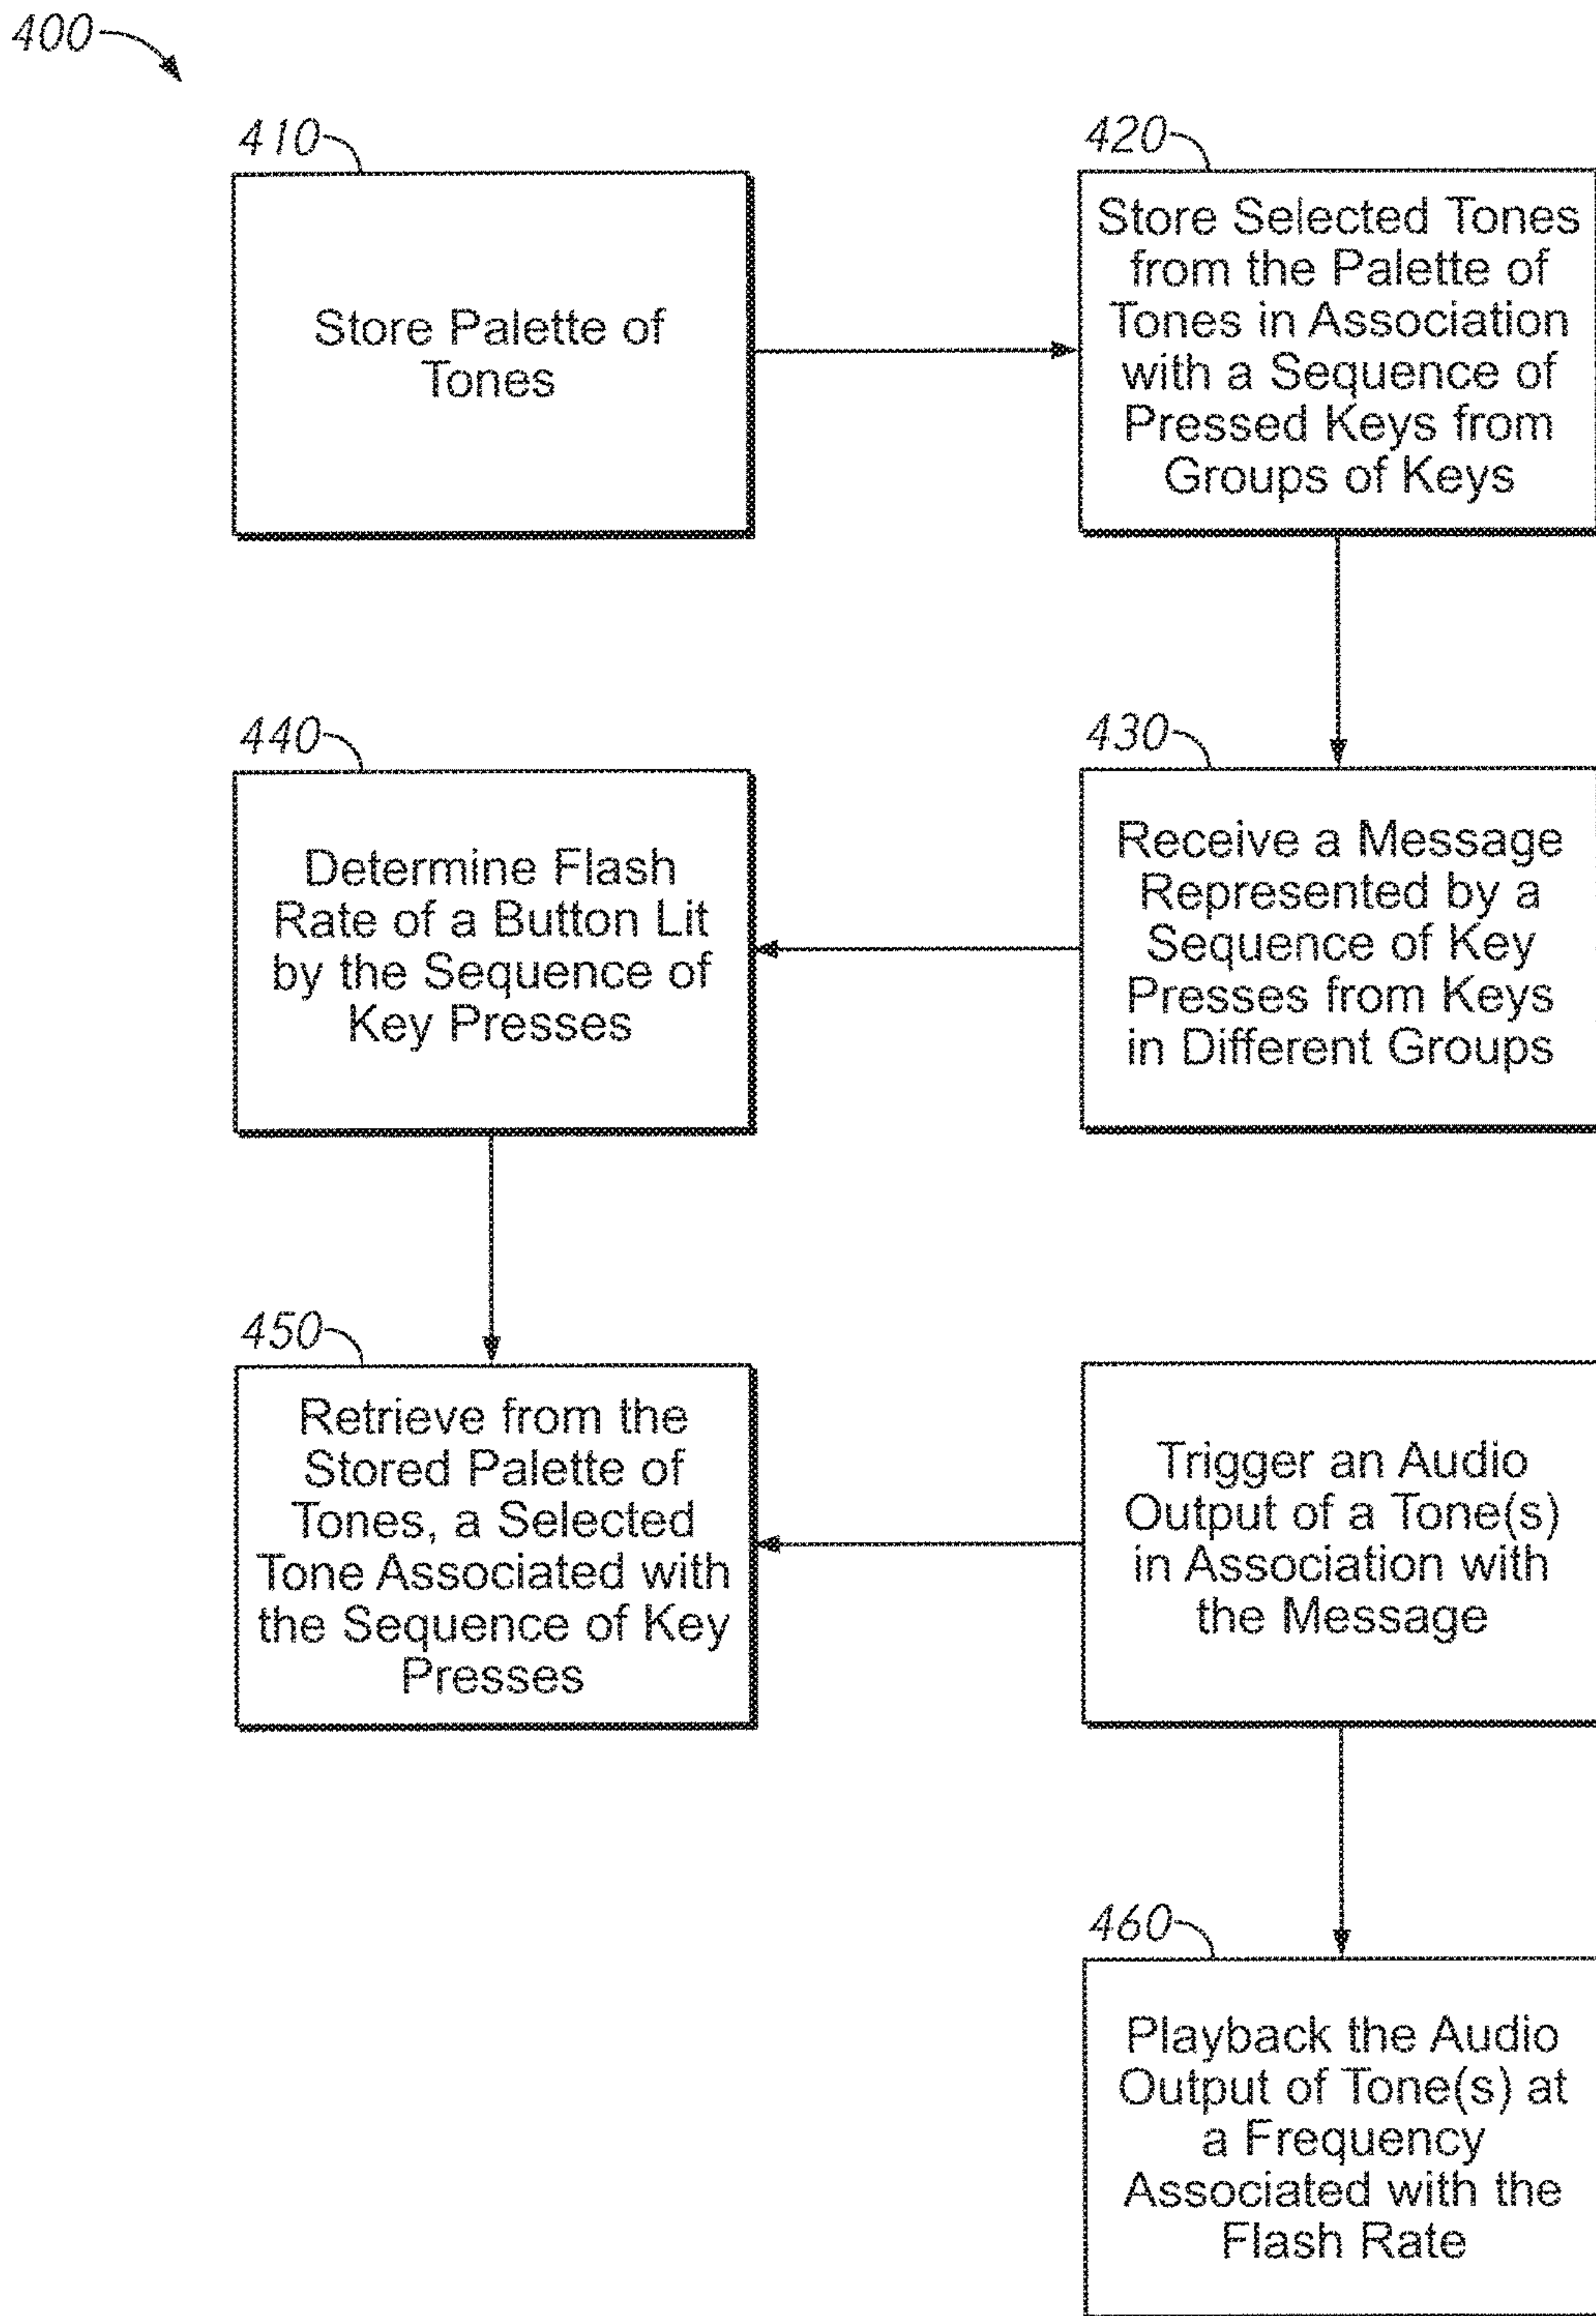 400
410
Store Palette of
Tones
420
Store Selected Tones
from the Palette of
Tones in Association
with a Sequence of
Pressed Keys from
Groups of Keys
430
Receive a Message
Represented by a
Sequence of Key
Presses from Keys
in Different Groups
440
Determine Flash
Rate of a Button Lit
by the Sequence of
Key Presses
450
Retrieve from the
Stored Palette of
Tones, a Selected
Tone Associated with
the Sequence of Key
Presses
Trigger an Audio
Output of a Tone(s)
in Association with
the Message
460
Playback the Audio
Output of Tone(s) at
a Frequency
Associated with the
Flash Rate